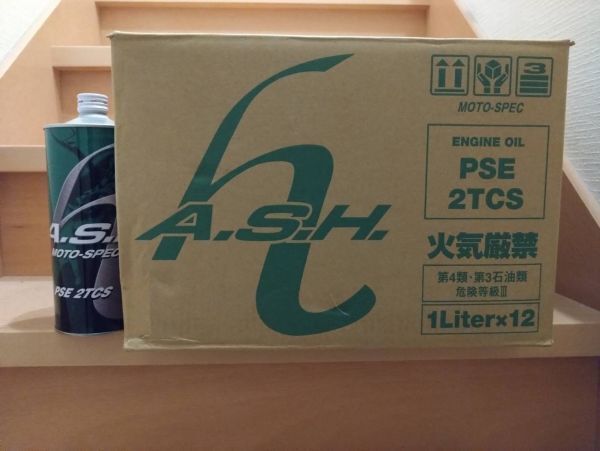 A.S.H.
MOTO-SPEC
PSE 2TCS
h
A.S.H.
3
MOTO-SPEC
ENGINE OIL
PSE
2TCS
火気厳禁
第4類・第3石油類
危険等級Ⅲ
1Liter×12